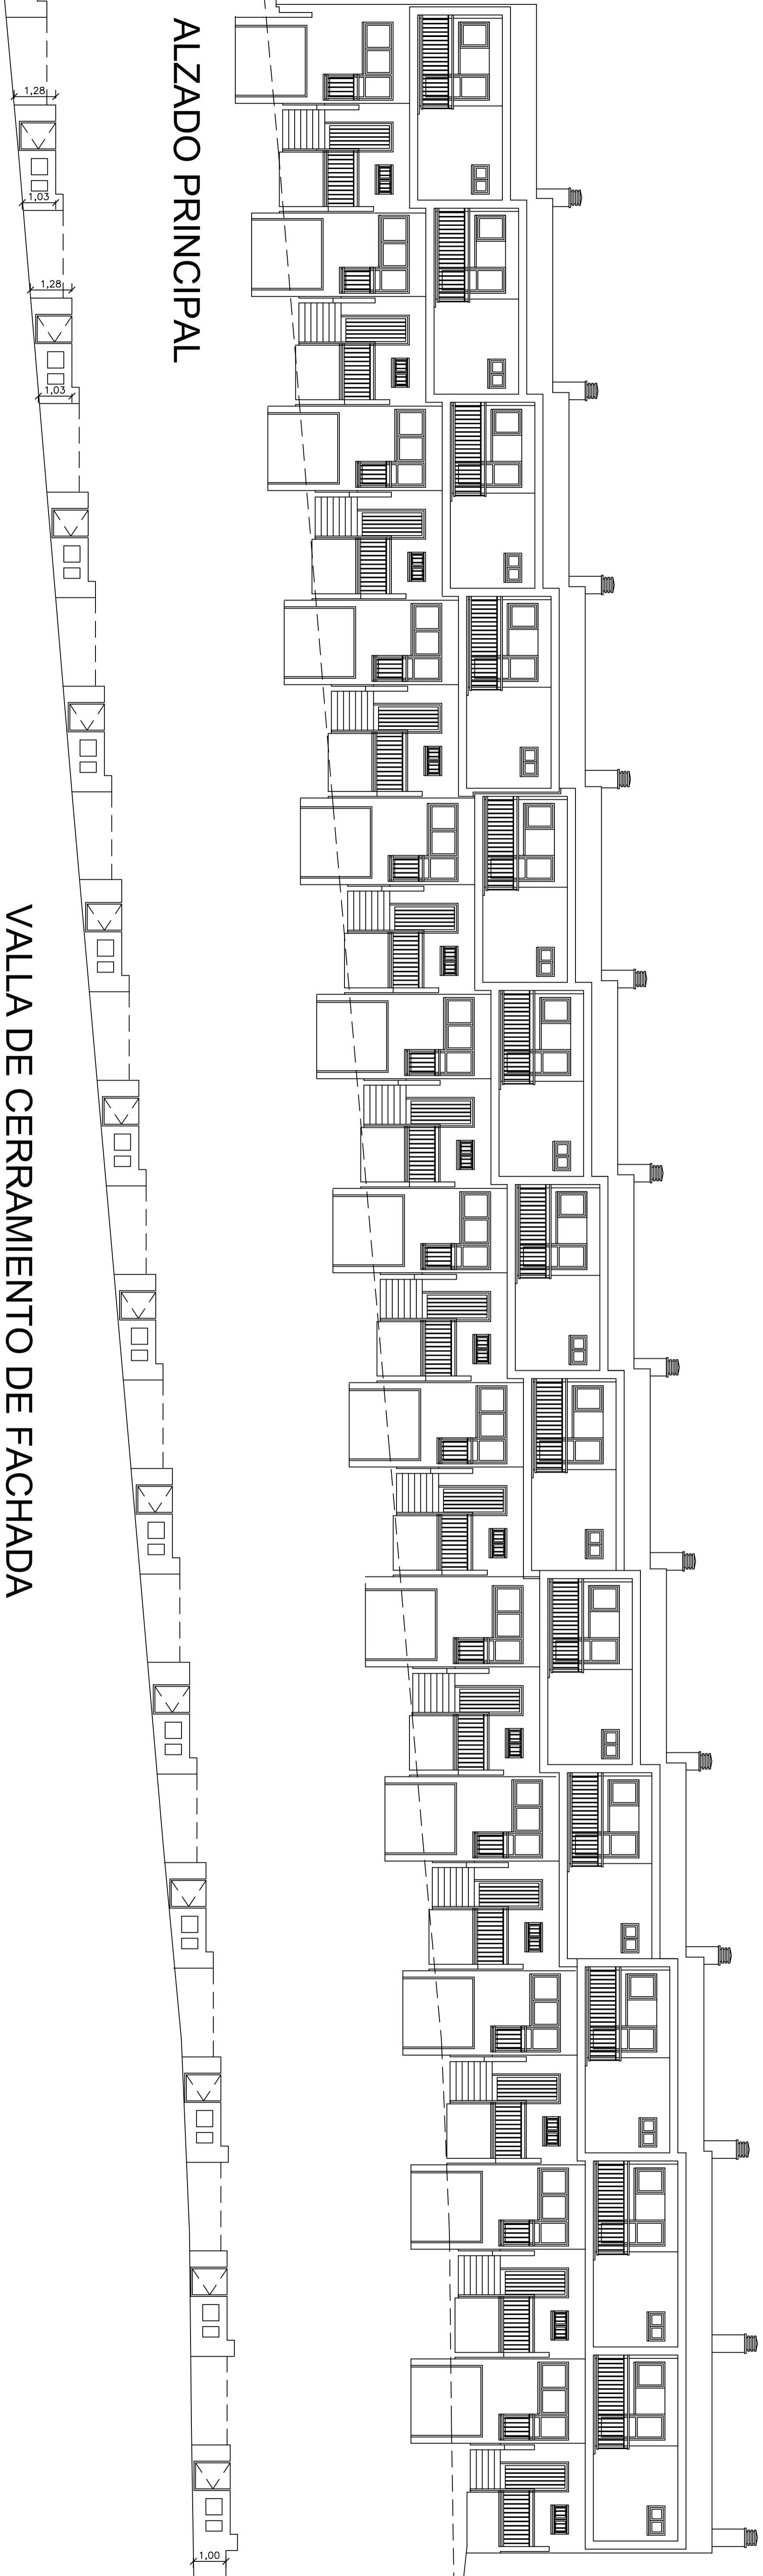 ALZADO PRINCIPAL
1,28
1,03
1,28
1,03
1,00
VALLA DE CERRAMIENTO DE FACHADA